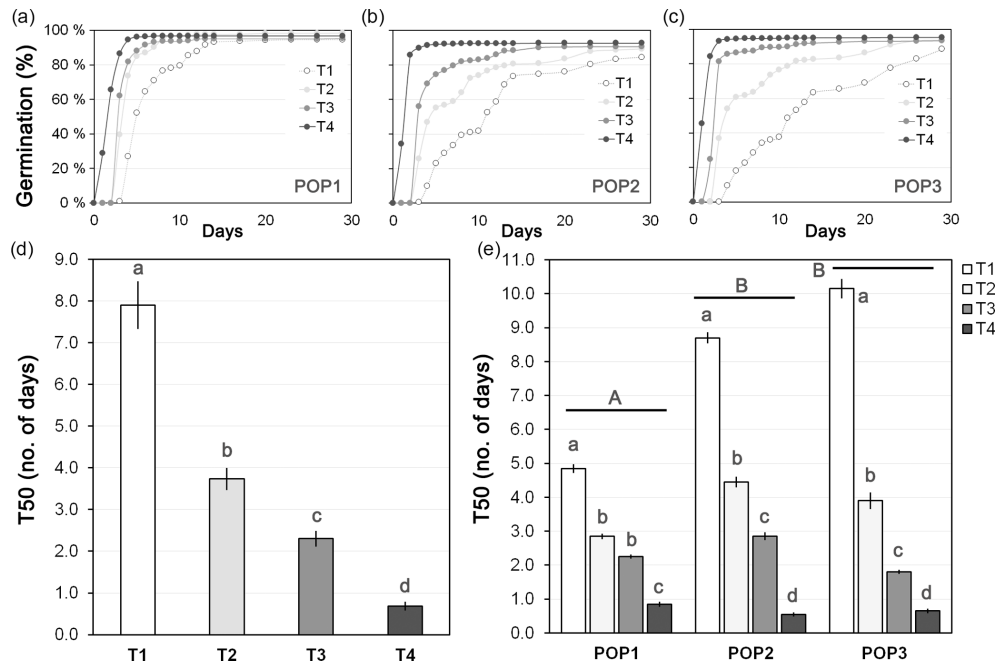 (a)
(b)
(c)
Germination (%)
100 %
80 %
60 %
40 %
20 %
0 %
T1
T2
T3
T4
POP1
0 10 20 30
Days
T1
T2
T3
T4
POP2
0 10 20 30
Days
T1
T2
T3
T4
POP3
0 10 20 30
Days
(d)
T50 (no. of days)
9.0
8.0
7.0
6.0
5.0
4.0
3.0
2.0
1.0
0.0
a
b
c
d
T1 T2 T3 T4
(e)
T50 (no. of days)
11.0
10.0
9.0
8.0
7.0
6.0
5.0
4.0
3.0
2.0
1.0
0.0
A
a
b
b
c
B
a
b
c
d
B
a
b
c
d
POP1 POP2 POP3
T1
T2
T3
T4